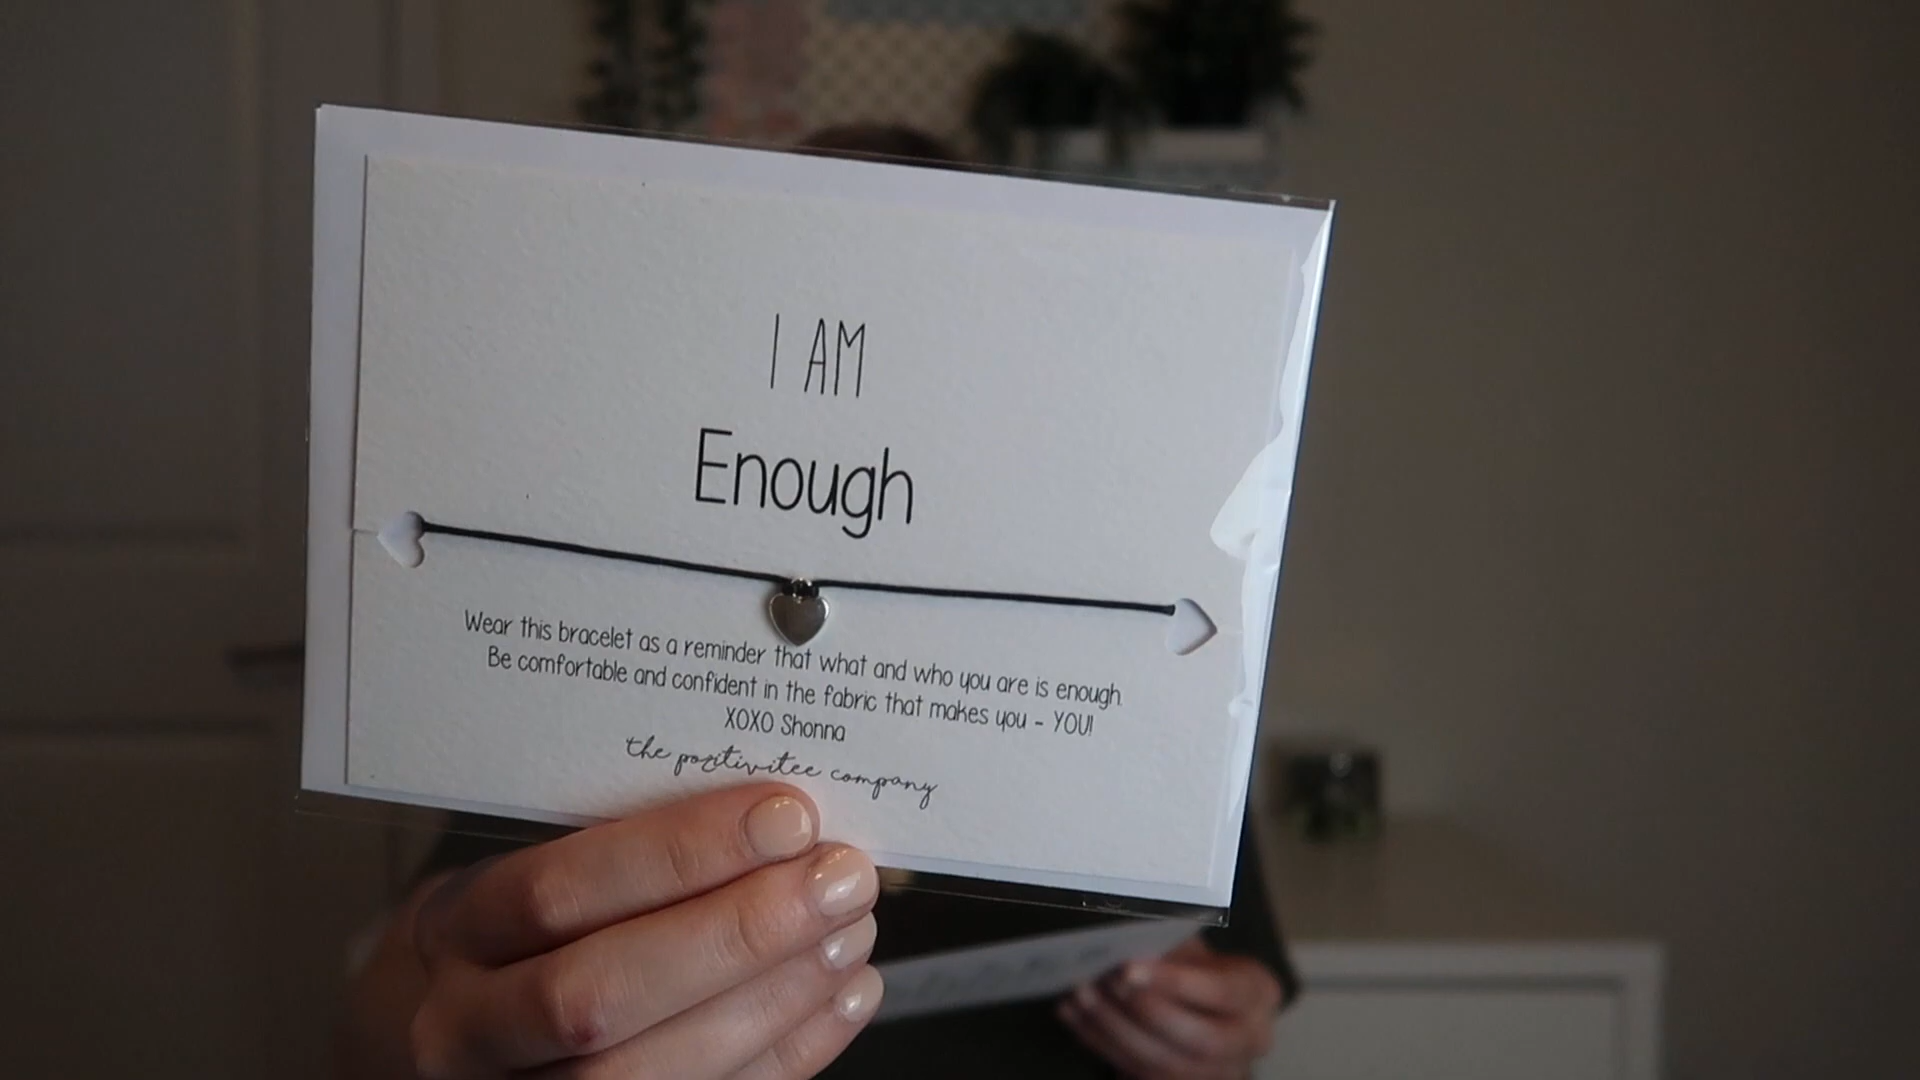 I AM
Enough
Wear this bracelet as a reminder that what and who you are is enough.
Be comfortable and confident in the fabric that makes you - YOU!
XOXO Shonna
the pozitivitee company